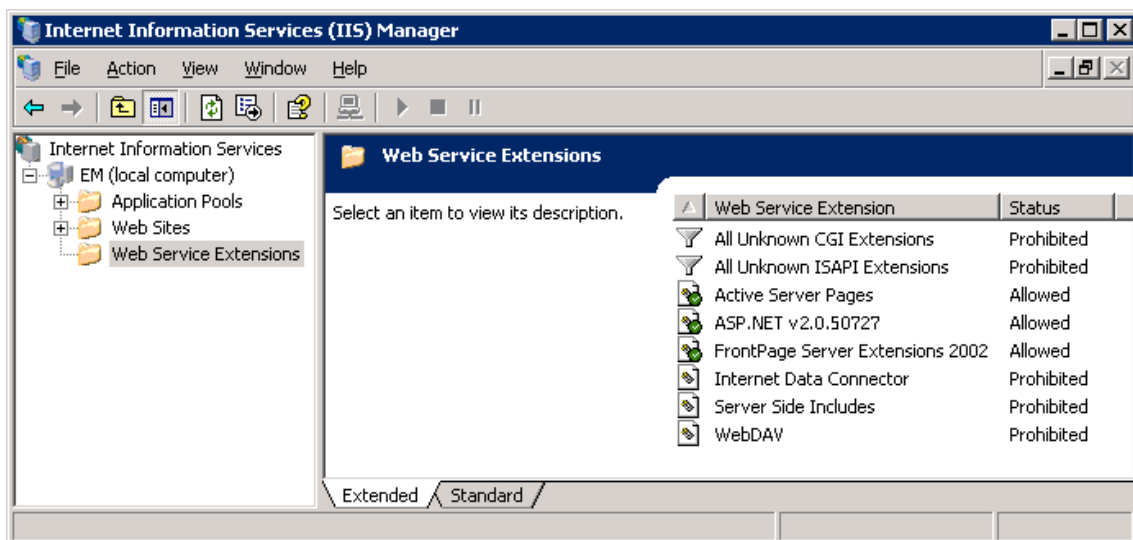 Internet Information Services (IIS) Manager
File Action View Window Help
Internet Information Services
EM (local computer)
Application Pools
Web Sites
Web Service Extensions
Web Service Extensions
Select an item to view its description.
Web Service Extension Status
All Unknown CGI Extensions Prohibited
All Unknown ISAPI Extensions Prohibited
Active Server Pages Allowed
ASP.NET v2.0.50727 Allowed
FrontPage Server Extensions 2002 Allowed
Internet Data Connector Prohibited
Server Side Includes Prohibited
WebDAV Prohibited
Extended Standard